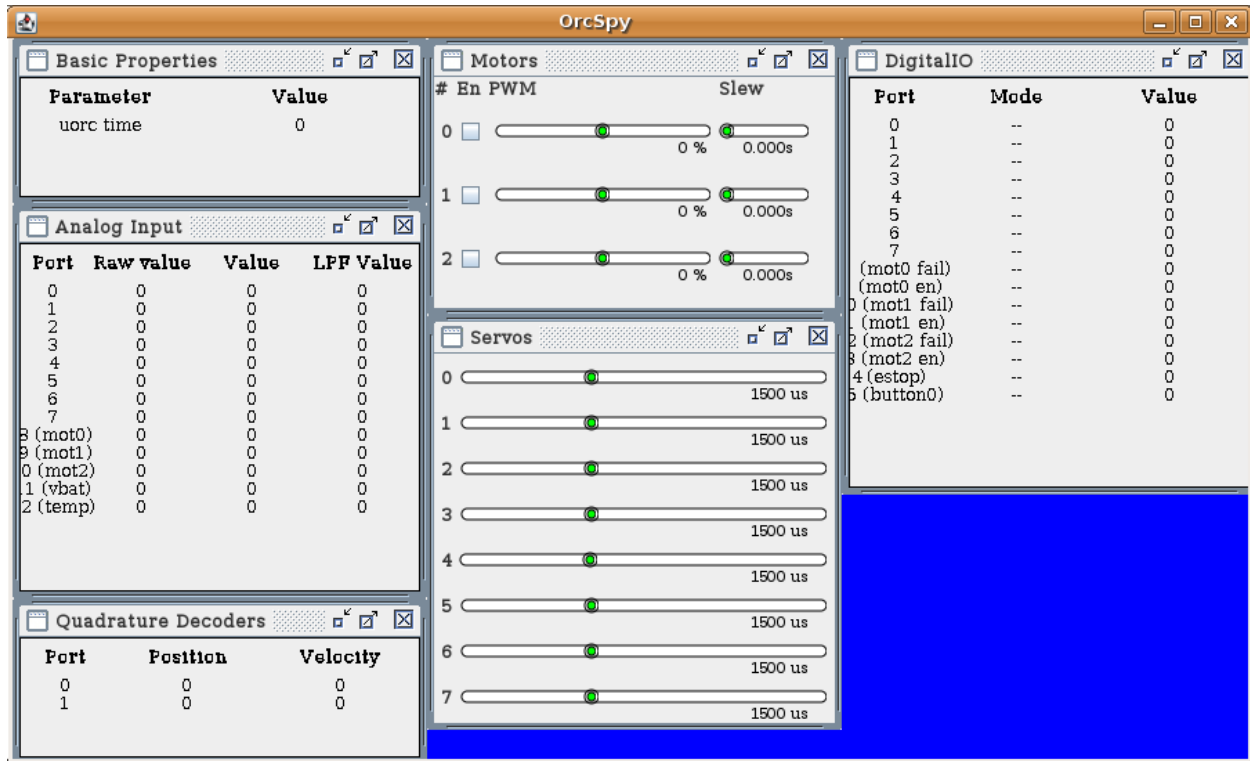 OrcSpy
Basic Properties
Parameter Value
uorc time 0
Analog Input
Port Raw value Value LPF Value
0 0 0 0
1 0 0 0
2 0 0 0
3 0 0 0
4 0 0 0
5 0 0 0
6 0 0 0
7 0 0 0
8 (mot0) 0 0 0
9 (mot1) 0 0 0
0 (mot2) 0 0 0
11 (vbat) 0 0 0
2 (temp) 0 0 0
Quadrature Decoders
Port Position Velocity
0 0 0
1 0 0
Motors
# En PWM Slew
0
0 % 0.000s
1
0 % 0.000s
2
0 % 0.000s
Servos
0
1500 us
1
1500 us
2
1500 us
3
1500 us
4
1500 us
5
1500 us
6
1500 us
7
1500 us
DigitalIO
Port Mode Value
0 -- 0
1 -- 0
2 -- 0
3 -- 0
4 -- 0
5 -- 0
6 -- 0
7 -- 0
(mot0 fail) -- 0
(mot0 en) -- 0
(mot1 fail) -- 0
(mot1 en) -- 0
2 (mot2 fail) -- 0
(mot2 en) -- 0
4 (estop) -- 0
5 (button0) -- 0